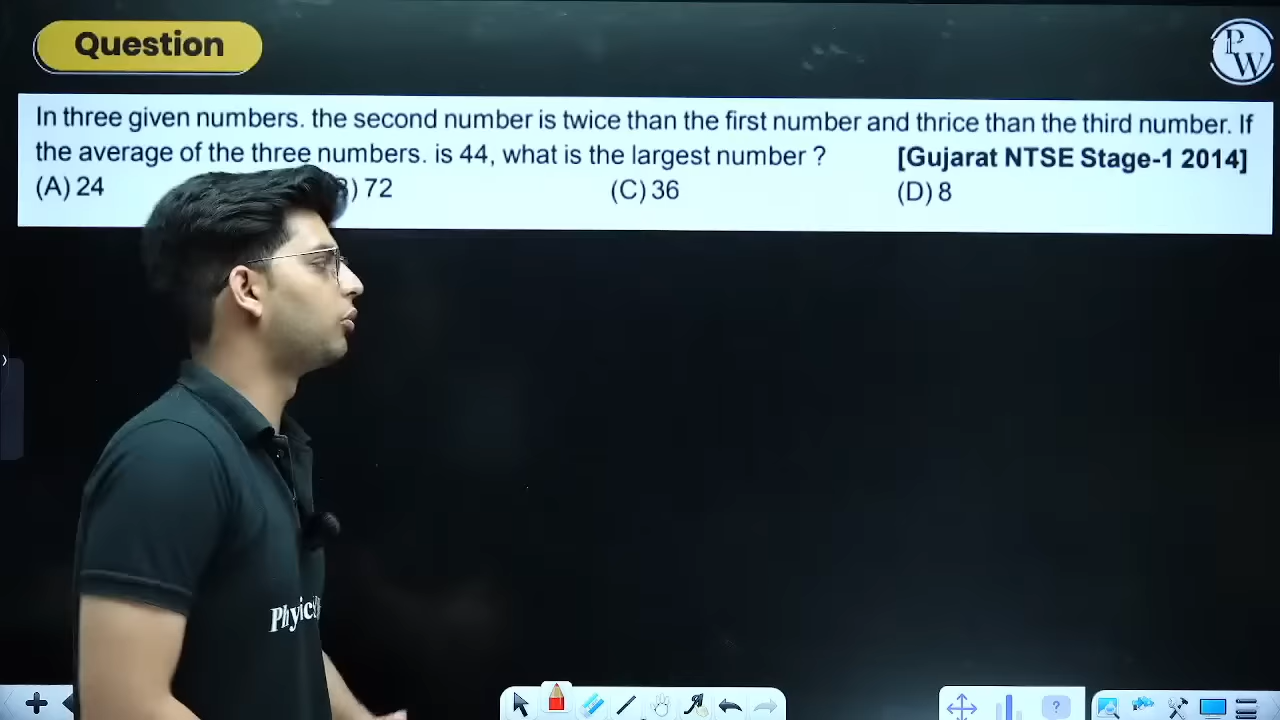 Question
PW
In three given numbers. the second number is twice than the first number and thrice than the third number. If
the average of the three numbers. is 44, what is the largest number ? [Gujarat NTSE Stage-1 2014]
(A) 24 ) 72 (C) 36 (D) 8